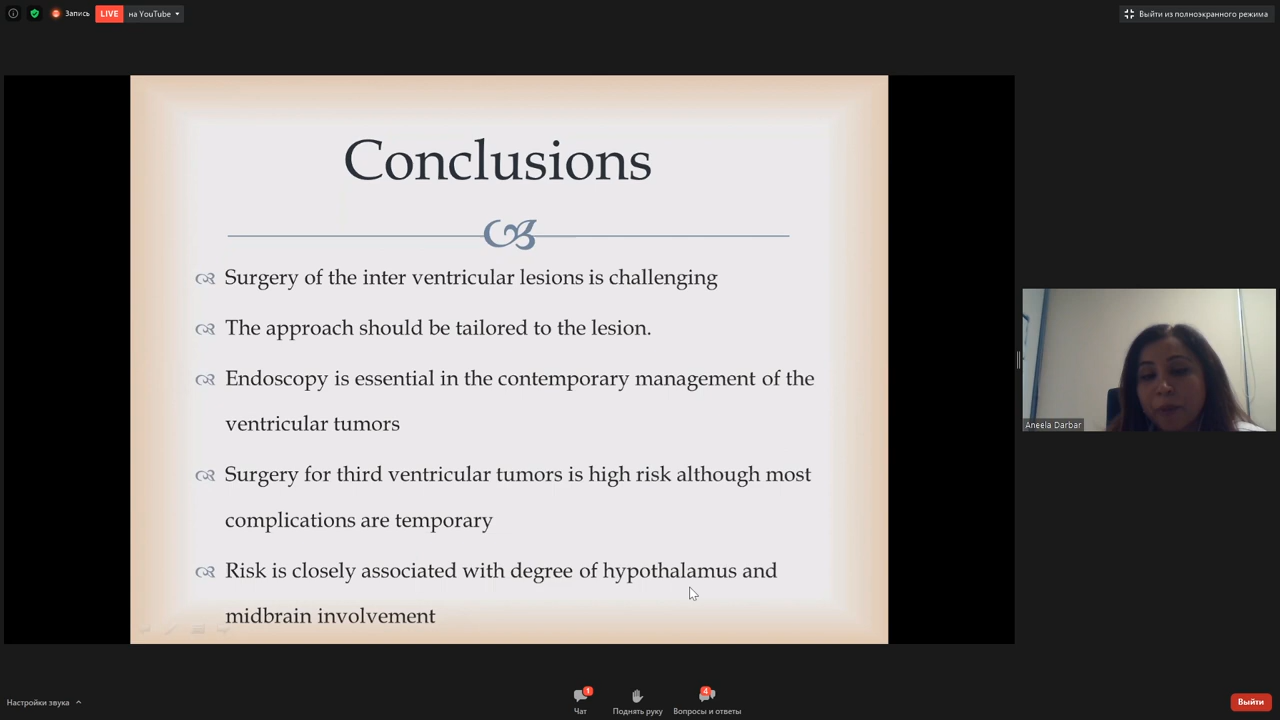 Запись
LIVE
на YouTube
Выйти из полноэкранного режима
Conclusions
Surgery of the inter ventricular lesions is challenging
The approach should be tailored to the lesion.
Endoscopy is essential in the contemporary management of the
ventricular tumors
Surgery for third ventricular tumors is high risk although most
complications are temporary
Risk is closely associated with degree of hypothalamus and
midbrain involvement
Aneela Darbar
Настройки звука
1
Чат
Поднять руку
4
Вопросы и ответы
Выйти